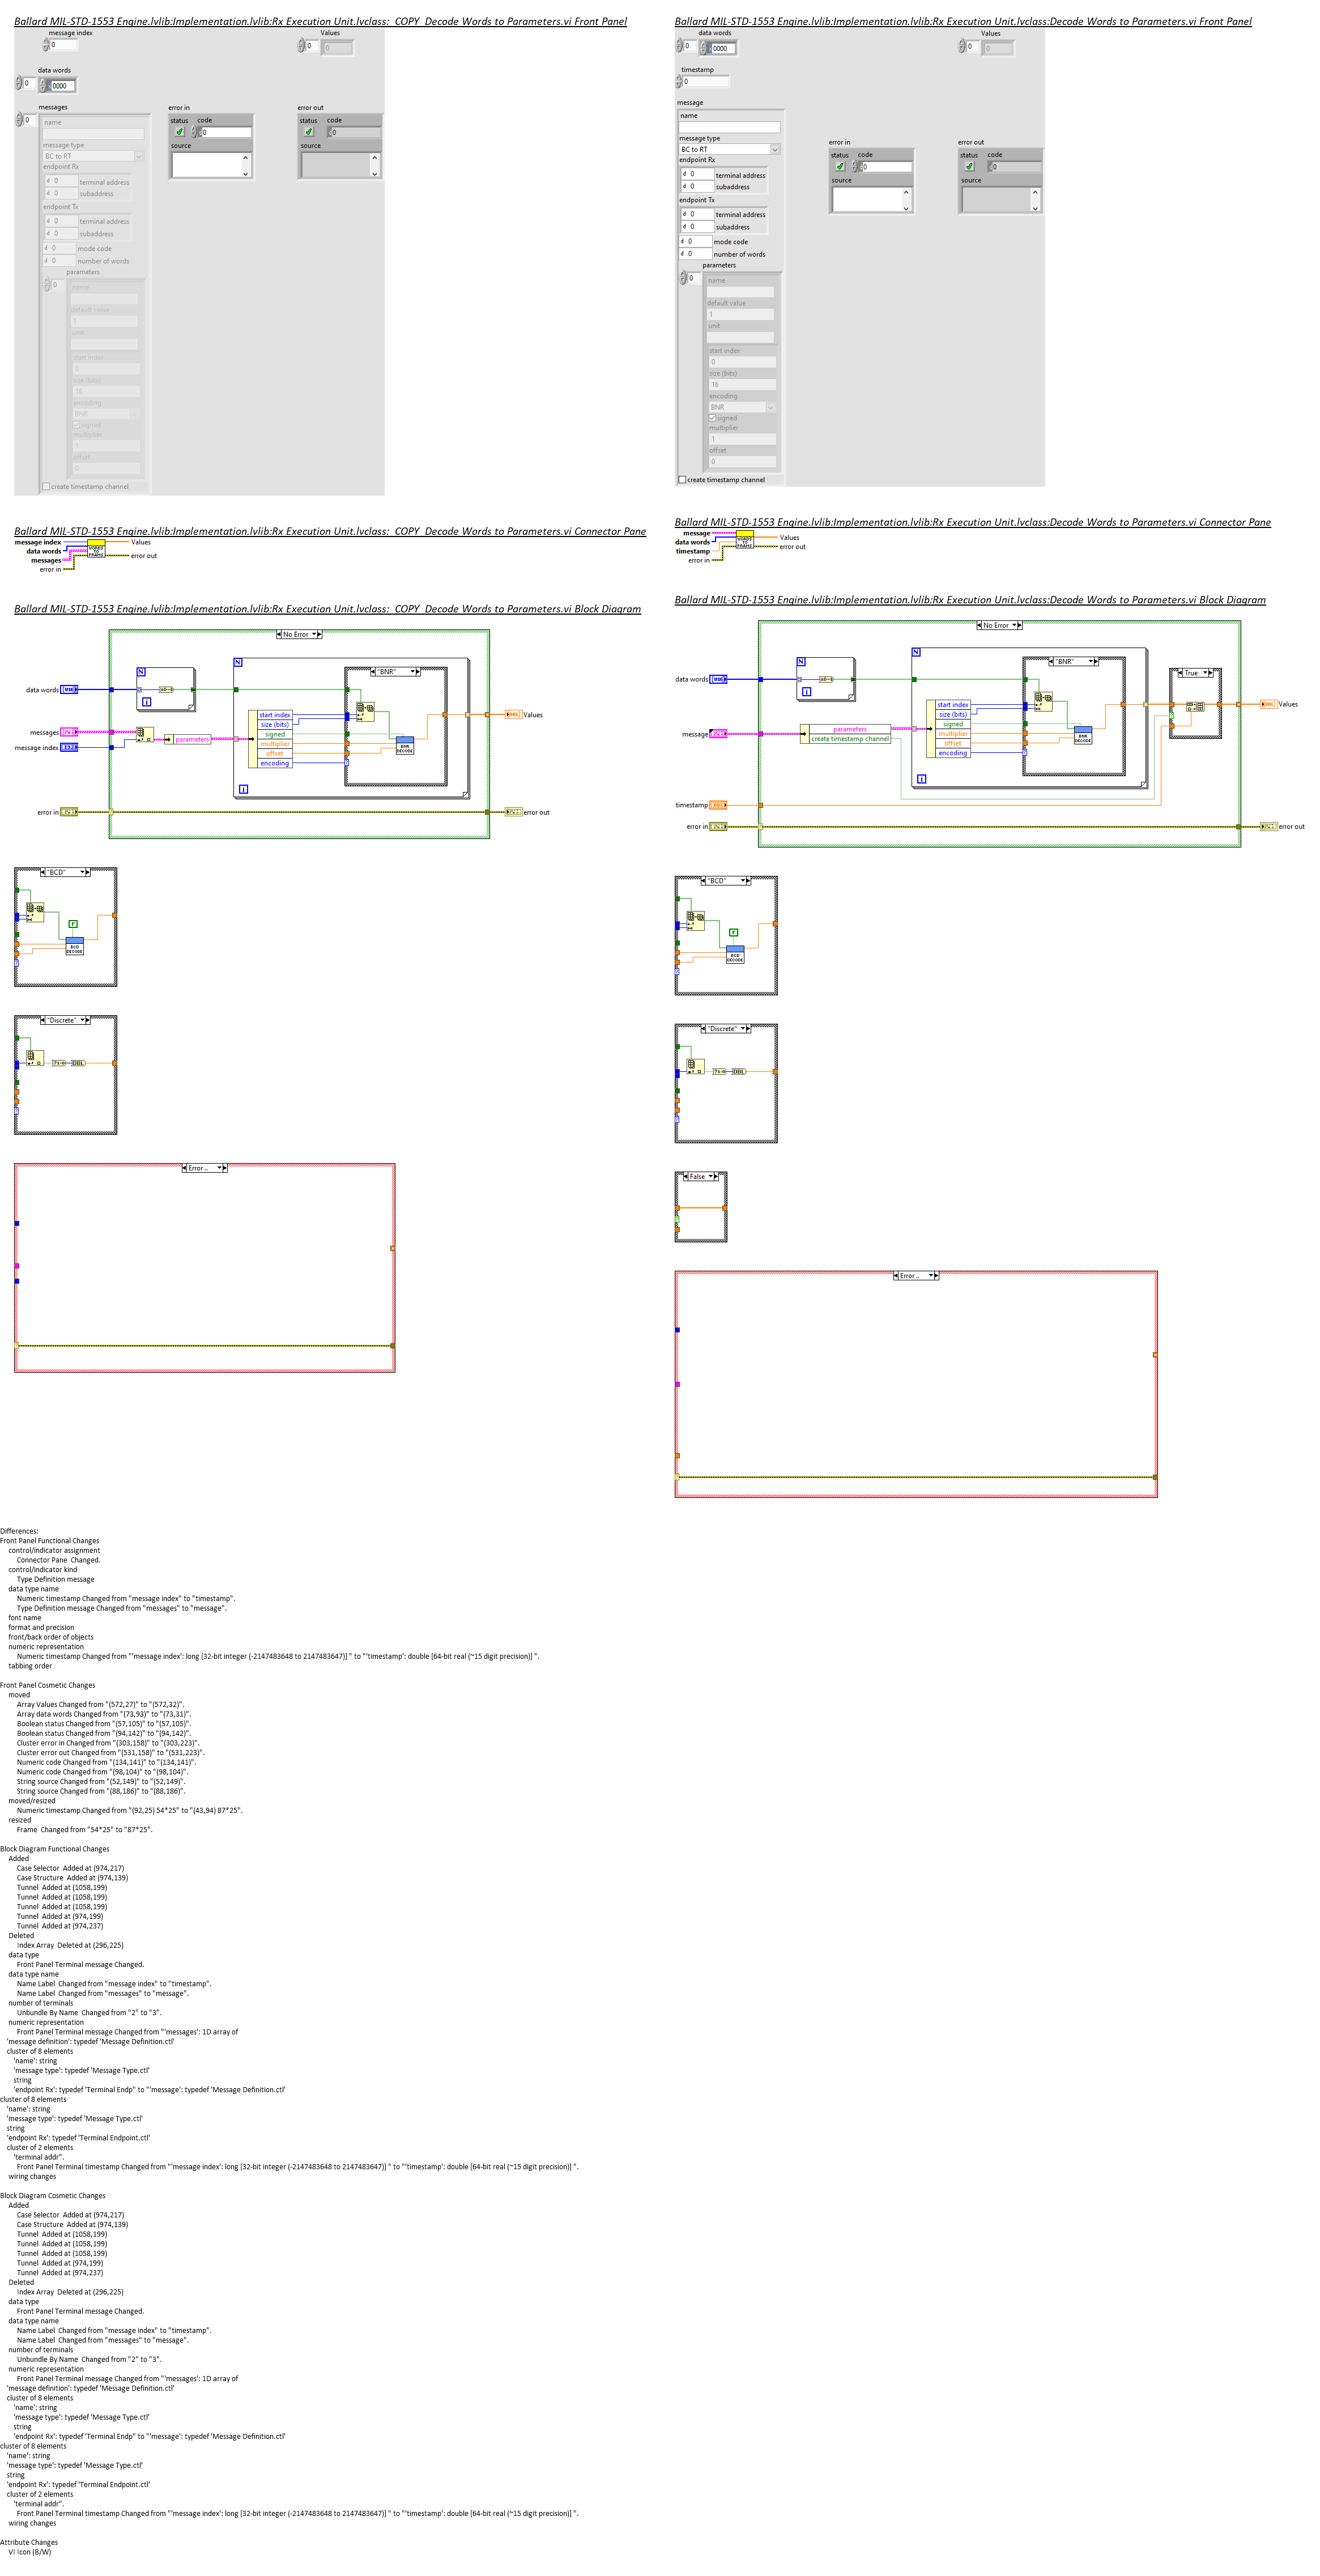 Ballard MIL-STD-1553 Engine.lvlib:Implementation.lvlib:Rx Execution Unit.lvclass:_COPY_Decode Words to Parameters.vi Front Panel
message index
0
Values
0
0
data words
0
0000
messages
0
name
message type
BC to RT
endpoint Rx
d 0 terminal address
d 0 subaddress
endpoint Tx
d 0 terminal address
d 0 subaddress
d 0 mode code
d 0 number of words
parameters
0
name
default value
1
unit
start index
0
size (bits)
16
encoding
BNR
signed
multiplier
1
offset
0
create timestamp channel
error in
status code
0
source
error out
status code
0
source
Ballard MIL-STD-1553 Engine.lvlib:Implementation.lvlib:Rx Execution Unit.lvclass:_COPY_Decode Words to Parameters.vi Connector Pane
message index
data words
messages
error in
WORDS
TO
PARAMS
Values
error out
Ballard MIL-STD-1553 Engine.lvlib:Implementation.lvlib:Rx Execution Unit.lvclass:_COPY_Decode Words to Parameters.vi Block Diagram
No Error
data words
N
i
N
"BNR"
messages
message index
parameters
start index
size (bits)
signed
multiplier
offset
encoding
BNR
DECODE
i
Values
error in
error out
"BCD"
F
BCD
DECODE
"Discrete"
?1:0
DBL
Error ..
Ballard MIL-STD-1553 Engine.lvlib:Implementation.lvlib:Rx Execution Unit.lvclass:Decode Words to Parameters.vi Front Panel
data words
0
0000
Values
0
0
timestamp
0
message
name
message type
BC to RT
endpoint Rx
d 0 terminal address
d 0 subaddress
endpoint Tx
d 0 terminal address
d 0 subaddress
d 0 mode code
d 0 number of words
parameters
0
name
default value
1
unit
start index
0
size (bits)
16
encoding
BNR
signed
multiplier
1
offset
0
create timestamp channel
error in
status code
0
source
error out
status code
0
source
Ballard MIL-STD-1553 Engine.lvlib:Implementation.lvlib:Rx Execution Unit.lvclass:Decode Words to Parameters.vi Connector Pane
message
data words
timestamp
error in
WORDS
TO
PARAMS
Values
error out
Ballard MIL-STD-1553 Engine.lvlib:Implementation.lvlib:Rx Execution Unit.lvclass:Decode Words to Parameters.vi Block Diagram
No Error
data words
N
i
N
"BNR"
True
message
parameters
create timestamp channel
start index
size (bits)
signed
multiplier
offset
encoding
BNR
DECODE
i
Values
timestamp
error in
error out
"BCD"
F
BCD
DECODE
"Discrete"
?1:0
DBL
False
Error ..
Differences:
Front Panel Functional Changes
control/indicator assignment
Connector Pane  Changed.
control/indicator kind
Type Definition message
data type name
Numeric timestamp Changed from "message index" to "timestamp".
Type Definition message Changed from "messages" to "message".
font name
format and precision
front/back order of objects
numeric representation
Numeric timestamp Changed from "'message index': long [32-bit integer (-2147483648 to 2147483647)] " to "'timestamp': double [64-bit real (~15 digit precision)] ".
tabbing order
Front Panel Cosmetic Changes
moved
Array Values Changed from "(572,27)" to "(572,32)".
Array data words Changed from "(73,93)" to "(73,31)".
Boolean status Changed from "(57,105)" to "(57,105)".
Boolean status Changed from "(94,142)" to "(94,142)".
Cluster error in Changed from "(303,158)" to "(303,223)".
Cluster error out Changed from "(531,158)" to "(531,223)".
Numeric code Changed from "(134,141)" to "(134,141)".
Numeric code Changed from "(98,104)" to "(98,104)".
String source Changed from "(52,149)" to "(52,149)".
String source Changed from "(88,186)" to "(88,186)".
moved/resized
Numeric timestamp Changed from "(92,25) 54*25" to "(43,94) 87*25".
resized
Frame  Changed from "54*25" to "87*25".
Block Diagram Functional Changes
Added
Case Selector  Added at (974,217)
Case Structure  Added at (974,139)
Tunnel  Added at (1058,199)
Tunnel  Added at (1058,199)
Tunnel  Added at (1058,199)
Tunnel  Added at (974,199)
Tunnel  Added at (974,237)
Deleted
Index Array  Deleted at (296,225)
data type
Front Panel Terminal message Changed.
data type name
Name Label  Changed from "message index" to "timestamp".
Name Label  Changed from "messages" to "message".
number of terminals
Unbundle By Name  Changed from "2" to "3".
numeric representation
Front Panel Terminal message Changed from "'messages': 1D array of
'message definition': typedef 'Message Definition.ctl'
cluster of 8 elements
'name': string
'message type': typedef 'Message Type.ctl'
string
'endpoint Rx': typedef 'Terminal Endp" to "'message': typedef 'Message Definition.ctl'
cluster of 8 elements
'name': string
'message type': typedef 'Message Type.ctl'
string
'endpoint Rx': typedef 'Terminal Endpoint.ctl'
cluster of 2 elements
'terminal addr".
Front Panel Terminal timestamp Changed from "'message index': long [32-bit integer (-2147483648 to 2147483647)] " to "'timestamp': double [64-bit real (~15 digit precision)] ".
wiring changes
Block Diagram Cosmetic Changes
Added
Case Selector  Added at (974,217)
Case Structure  Added at (974,139)
Tunnel  Added at (1058,199)
Tunnel  Added at (1058,199)
Tunnel  Added at (1058,199)
Tunnel  Added at (974,199)
Tunnel  Added at (974,237)
Deleted
Index Array  Deleted at (296,225)
data type
Front Panel Terminal message Changed.
data type name
Name Label  Changed from "message index" to "timestamp".
Name Label  Changed from "messages" to "message".
number of terminals
Unbundle By Name  Changed from "2" to "3".
numeric representation
Front Panel Terminal message Changed from "'messages': 1D array of
'message definition': typedef 'Message Definition.ctl'
cluster of 8 elements
'name': string
'message type': typedef 'Message Type.ctl'
string
'endpoint Rx': typedef 'Terminal Endp" to "'message': typedef 'Message Definition.ctl'
cluster of 8 elements
'name': string
'message type': typedef 'Message Type.ctl'
string
'endpoint Rx': typedef 'Terminal Endpoint.ctl'
cluster of 2 elements
'terminal addr".
Front Panel Terminal timestamp Changed from "'message index': long [32-bit integer (-2147483648 to 2147483647)] " to "'timestamp': double [64-bit real (~15 digit precision)] ".
wiring changes
Attribute Changes
VI Icon (B/W)